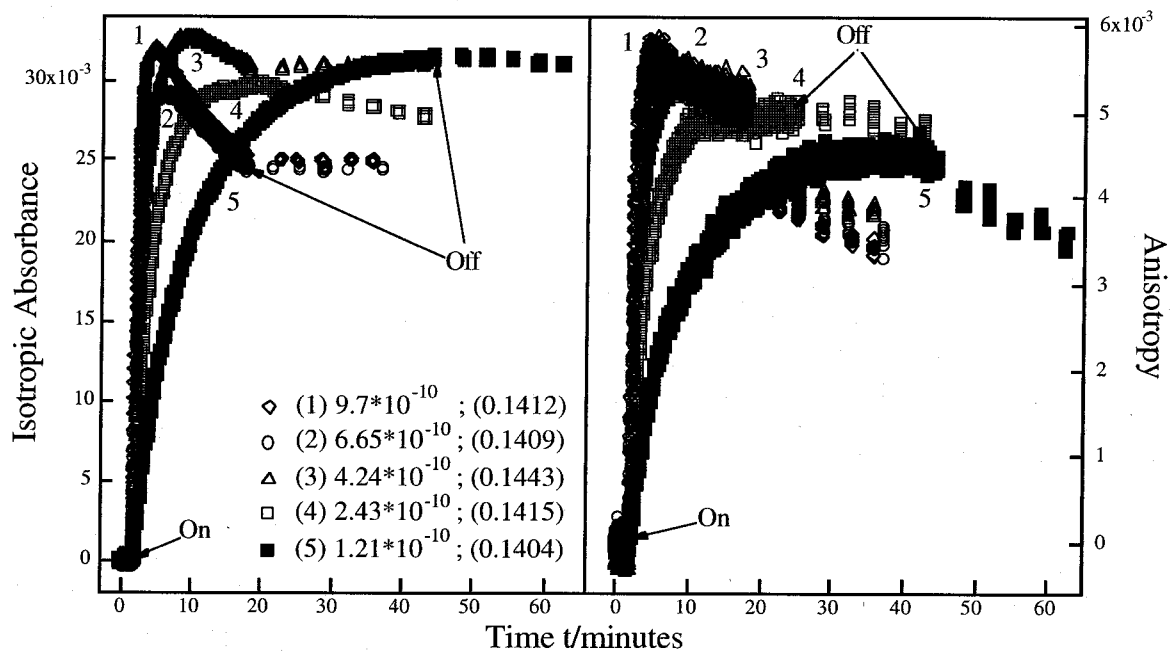 Isotropic Absorbance
30x10-3
25
20
15
10
5
0
1
2
3
4
5
Off
On
(1) 9.7*10-10 ; (0.1412)
(2) 6.65*10-10 ; (0.1409)
(3) 4.24*10-10 ; (0.1443)
(4) 2.43*10-10 ; (0.1415)
(5) 1.21*10-10 ; (0.1404)
0 10 20 30 40 50 60
1
2
3
4
5
Off
On
6x10-3
5
4
3
2
1
0
Anisotropy
0 10 20 30 40 50 60
Time t/minutes